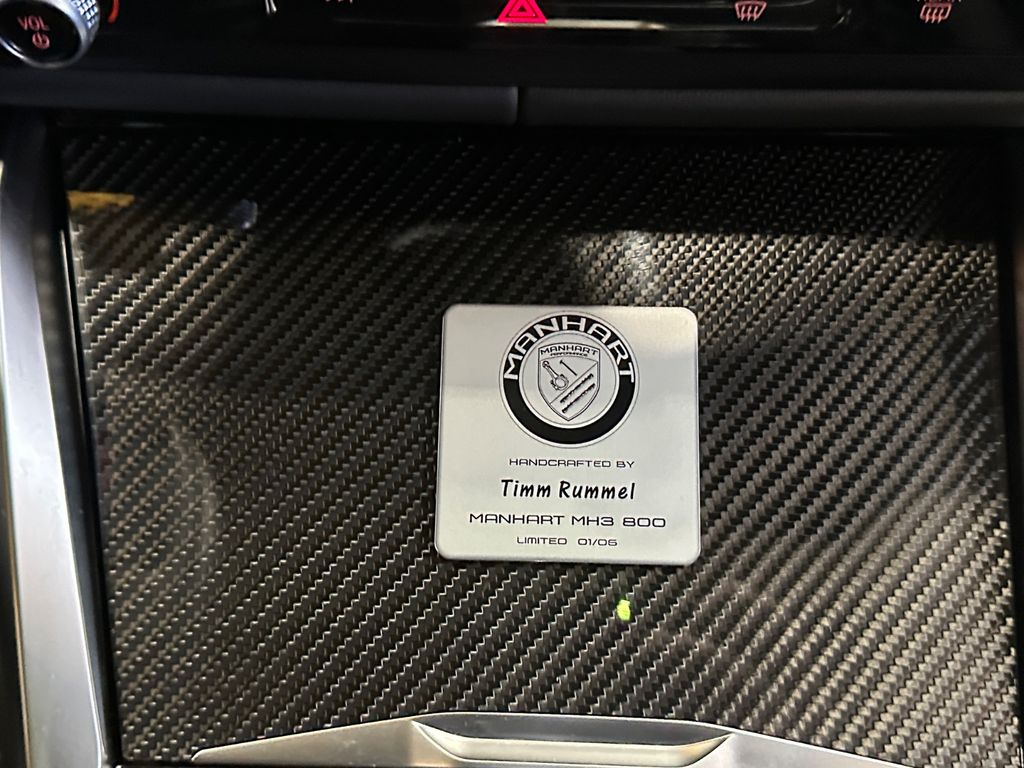 VOL
MANHART
MANHART
PERFORMANCE
HANDCRAFTED BY
Timm Rummel
MANHART MH3 800
LIMITED 01/06